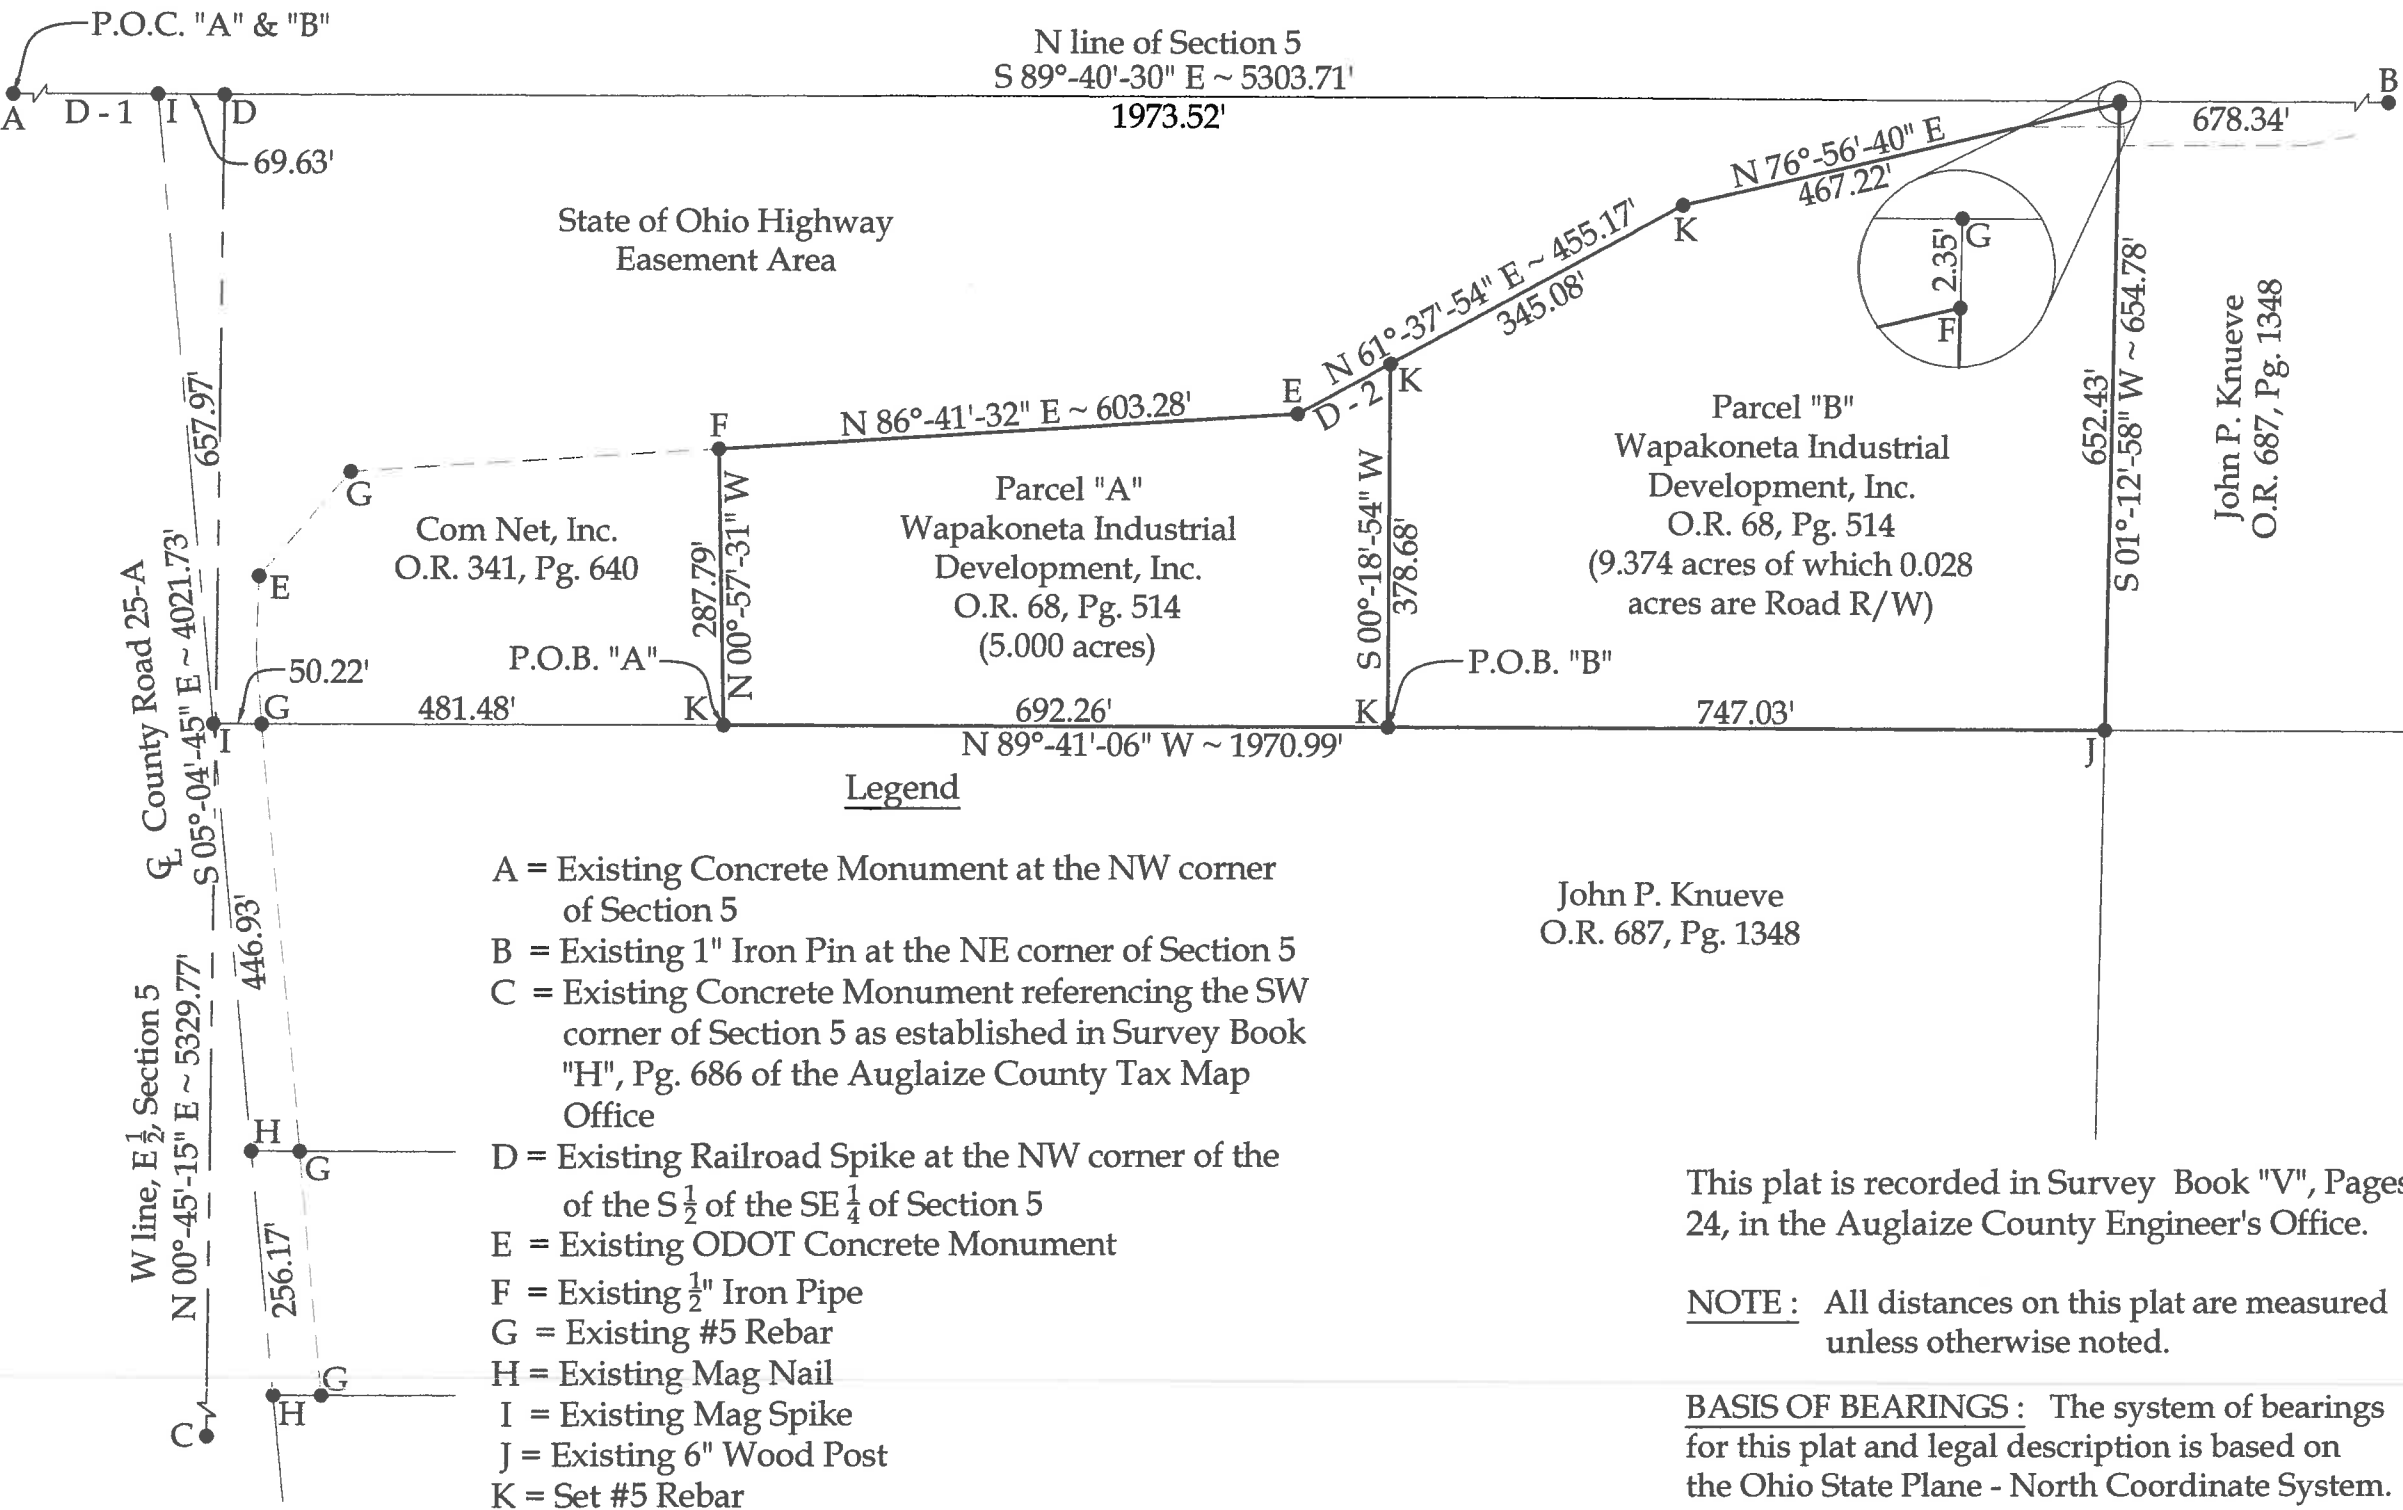 P.O.C. "A" & "B"
N line of Section 5
S 89°-40'-30" E ~ 5303.71'
1973.52'
A
D - 1
I
D
69.63'
B
678.34'
N 76°-56'-40" E
467.22'
K
G
2.35'
F
State of Ohio Highway
Easement Area
N 61°-37'-54" E ~ 455.17'
345.08'
E
D - 2
K
F
N 86°-41'-32" E ~ 603.28'
G
E
Com Net, Inc.
O.R. 341, Pg. 640
287.79'
N 00°-57'-31" W
Parcel "A"
Wapakoneta Industrial
Development, Inc.
O.R. 68, Pg. 514
(5.000 acres)
S 00°-18'-54" W
378.68'
Parcel "B"
Wapakoneta Industrial
Development, Inc.
O.R. 68, Pg. 514
(9.374 acres of which 0.028
acres are Road R/W)
652.43'
S 01°-12'-58" W ~ 654.78'
John P. Knueve
O.R. 687, Pg. 1348
657.97'
℄ County Road 25-A
S 05°-04'-45" E ~ 4021.73'
50.22'
I
G
481.48'
P.O.B. "A"
K
692.26'
N 89°-41'-06" W ~ 1970.99'
K
P.O.B. "B"
747.03'
J
446.93'
W line, E 1/2, Section 5
N 00°-45'-15" E ~ 5329.77'
H
G
256.17'
G
H
C
Legend
A = Existing Concrete Monument at the NW corner
of Section 5
B = Existing 1" Iron Pin at the NE corner of Section 5
C = Existing Concrete Monument referencing the SW
corner of Section 5 as established in Survey Book
"H", Pg. 686 of the Auglaize County Tax Map
Office
D = Existing Railroad Spike at the NW corner of the
of the S 1/2 of the SE 1/4 of Section 5
E = Existing ODOT Concrete Monument
F = Existing 1/2" Iron Pipe
G = Existing #5 Rebar
H = Existing Mag Nail
I = Existing Mag Spike
J = Existing 6" Wood Post
K = Set #5 Rebar
John P. Knueve
O.R. 687, Pg. 1348
This plat is recorded in Survey Book "V", Pages
24, in the Auglaize County Engineer's Office.
NOTE : All distances on this plat are measured
unless otherwise noted.
BASIS OF BEARINGS : The system of bearings
for this plat and legal description is based on
the Ohio State Plane - North Coordinate System.